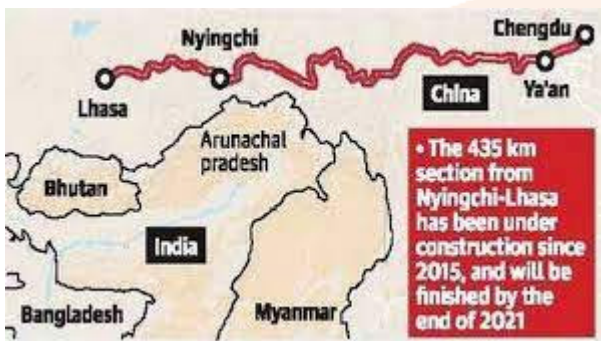 Chengdu
Nyingchi
Lhasa
China
Ya'an
Arunachal
pradesh
Bhutan
India
Bangladesh
Myanmar
• The 435 km
section from
Nyingchi-Lhasa
has been under
construction since
2015, and will be
finished by the
end of 2021